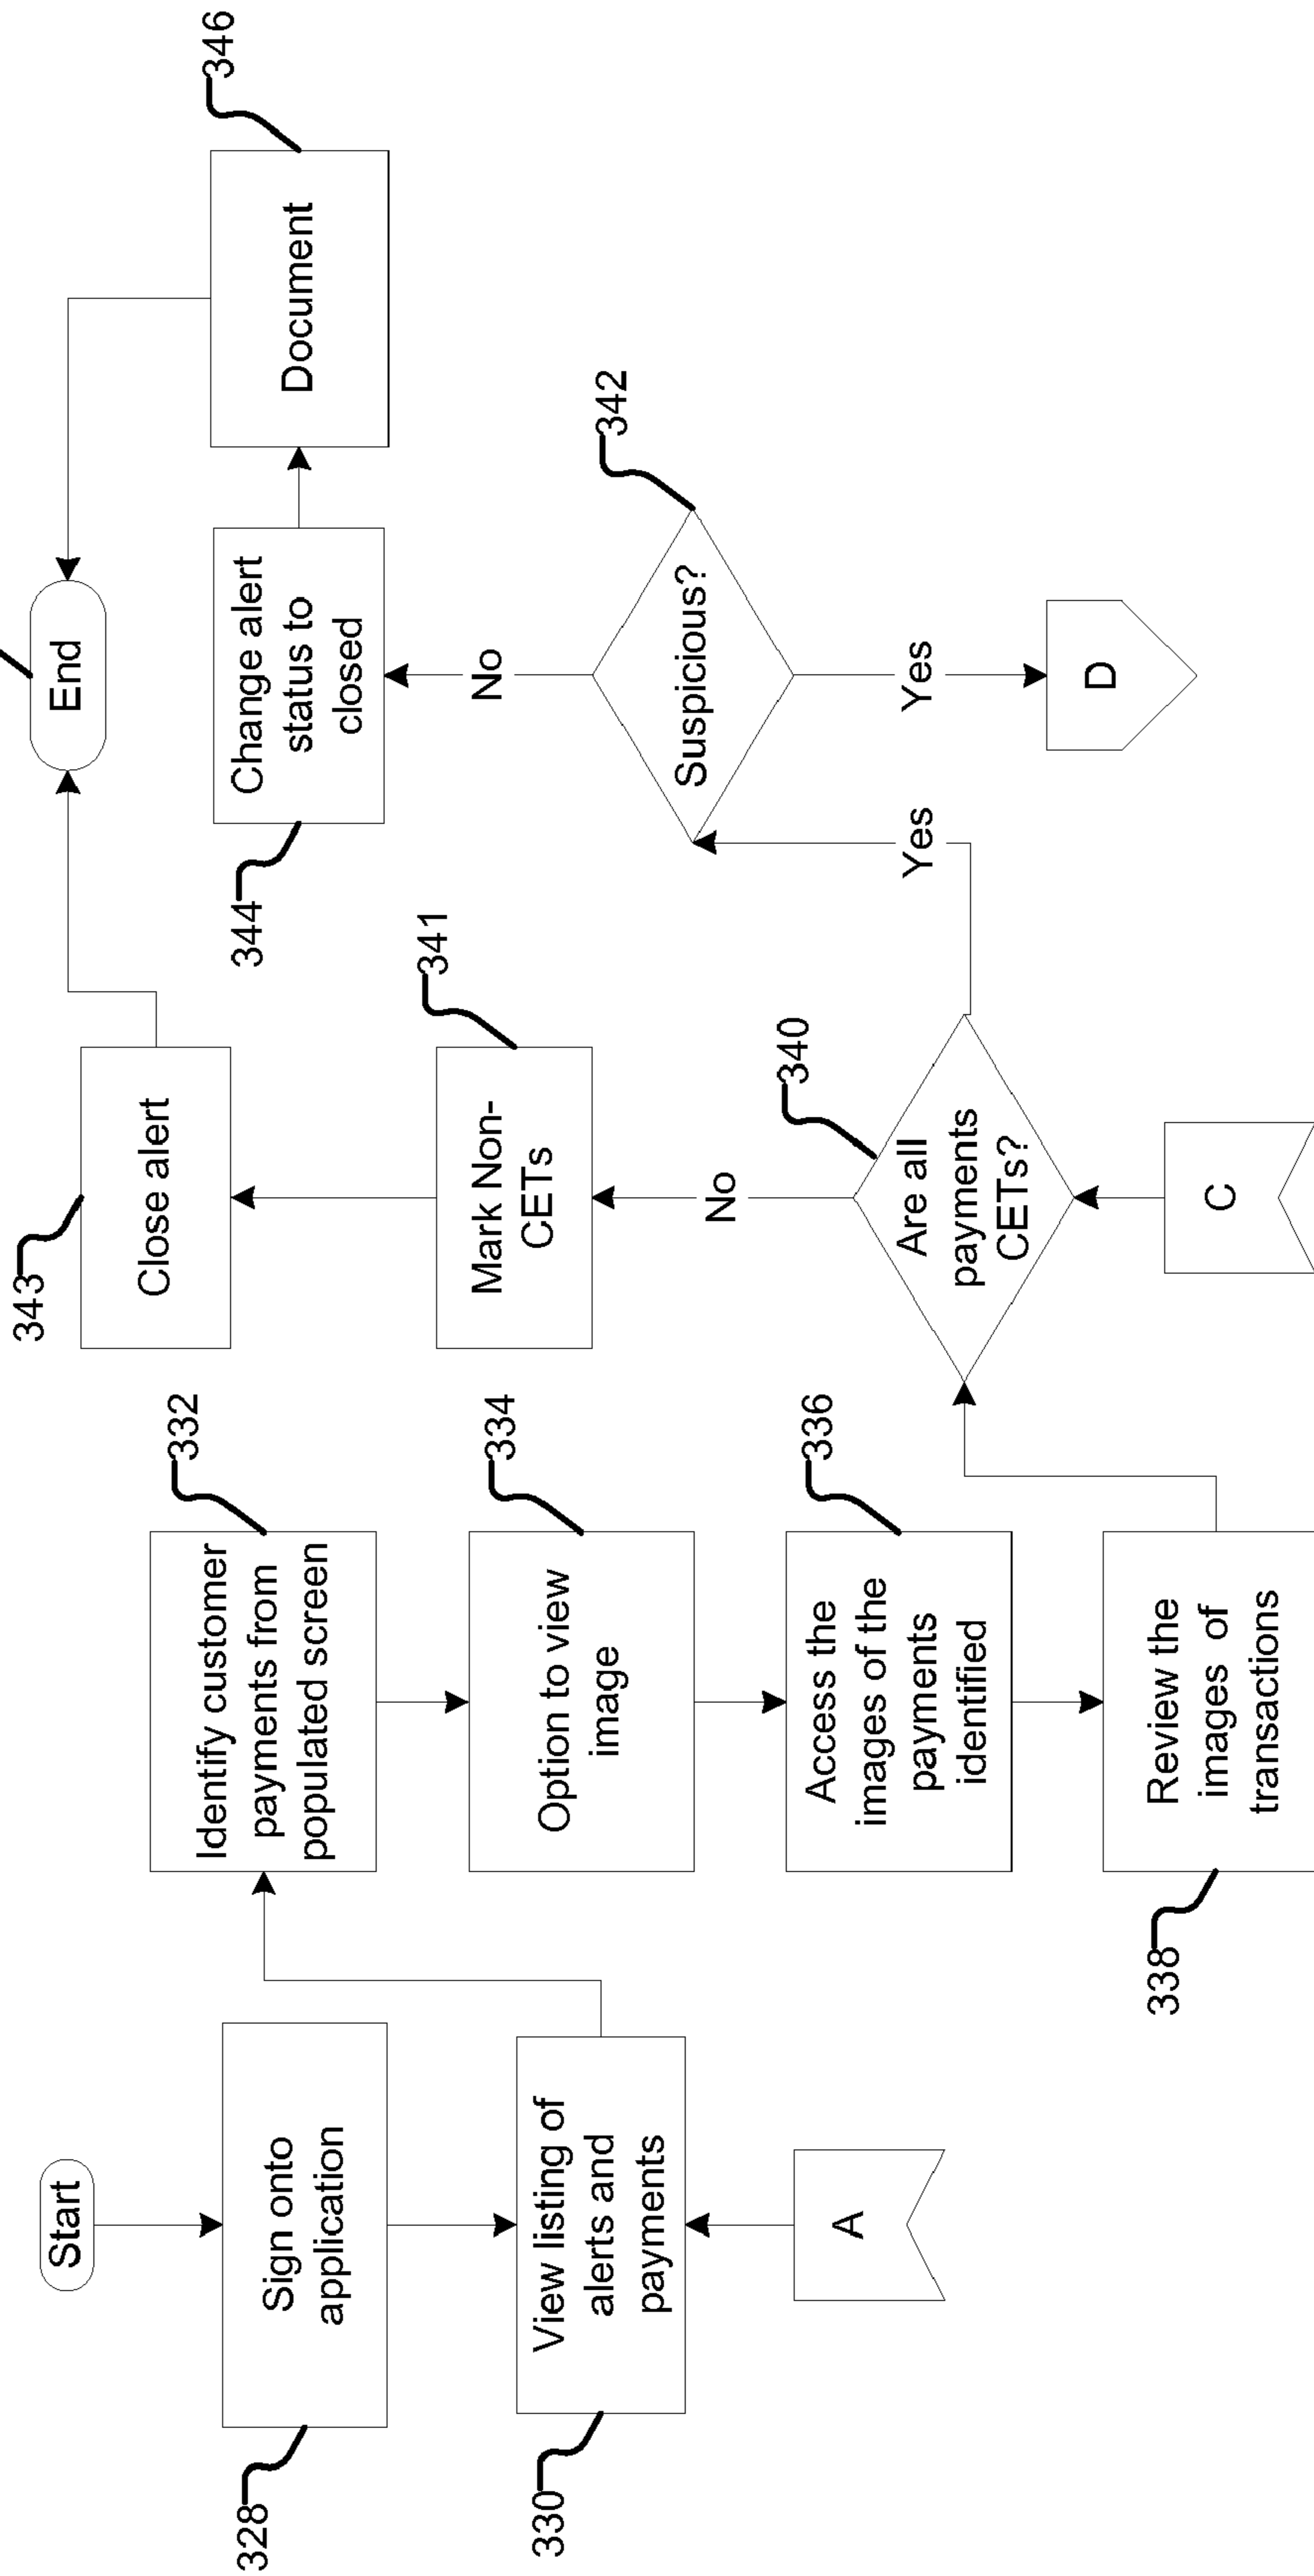 Start
Sign onto
application
328
View listing of
alerts and
payments
330
A
Identify customer
payments from
populated screen
332
Option to view
image
334
Access the
images of the
payments
identified
336
Review the
images of
transactions
338
Close alert
343
Mark Non-
CETs
341
No
Are all
payments
CETs?
340
C
Yes
End
Change alert
status to
closed
344
Document
346
No
Suspicious?
342
Yes
D